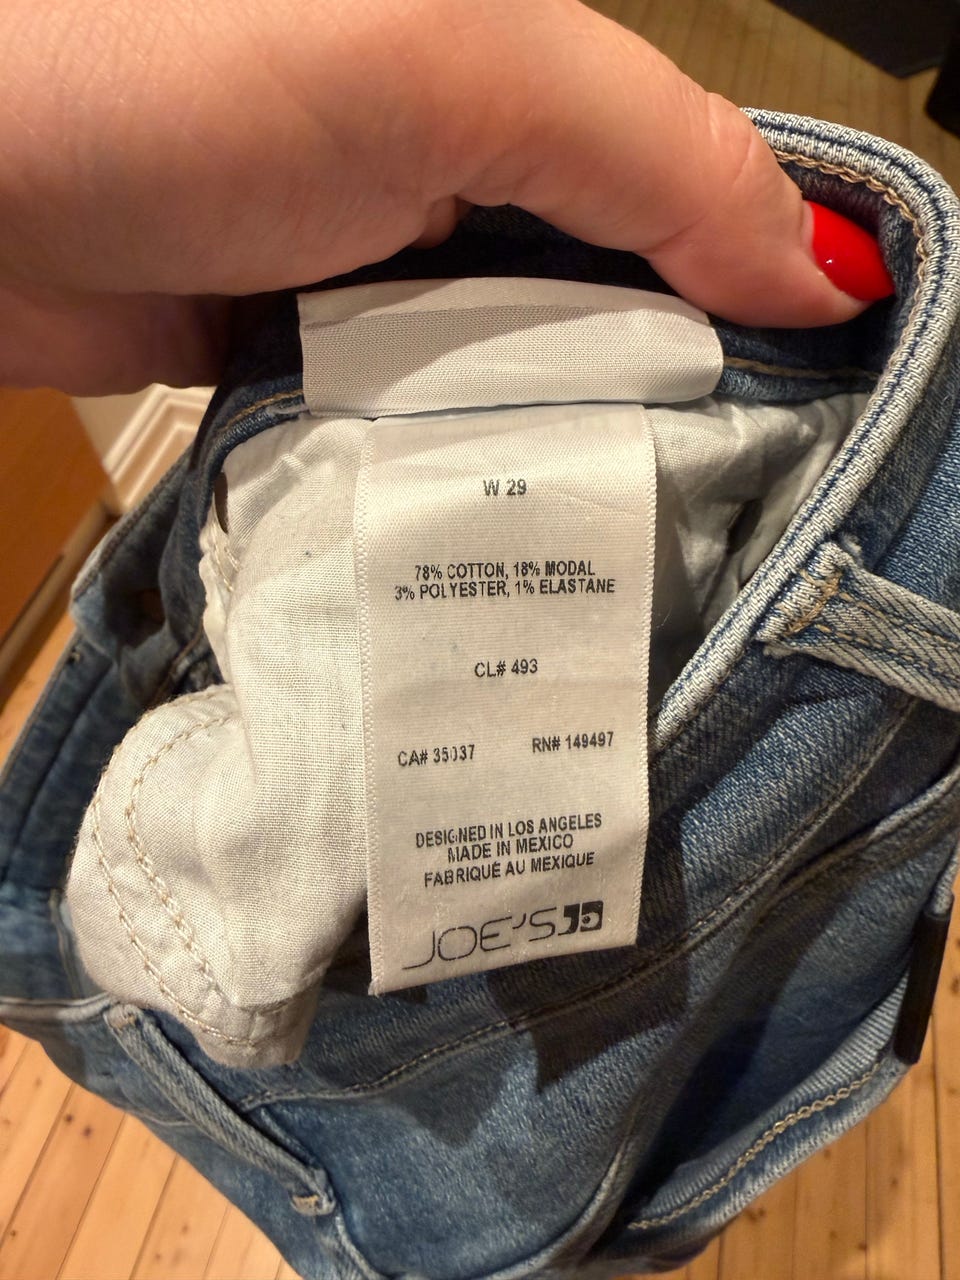 W 29
78% COTTON, 18% MODAL
3% POLYESTER, 1% ELASTANE
CL# 493
CA# 35037 RN# 149497
DESIGNED IN LOS ANGELES
MADE IN MEXICO
FABRIQUÉ AU MEXIQUE
JOE'S